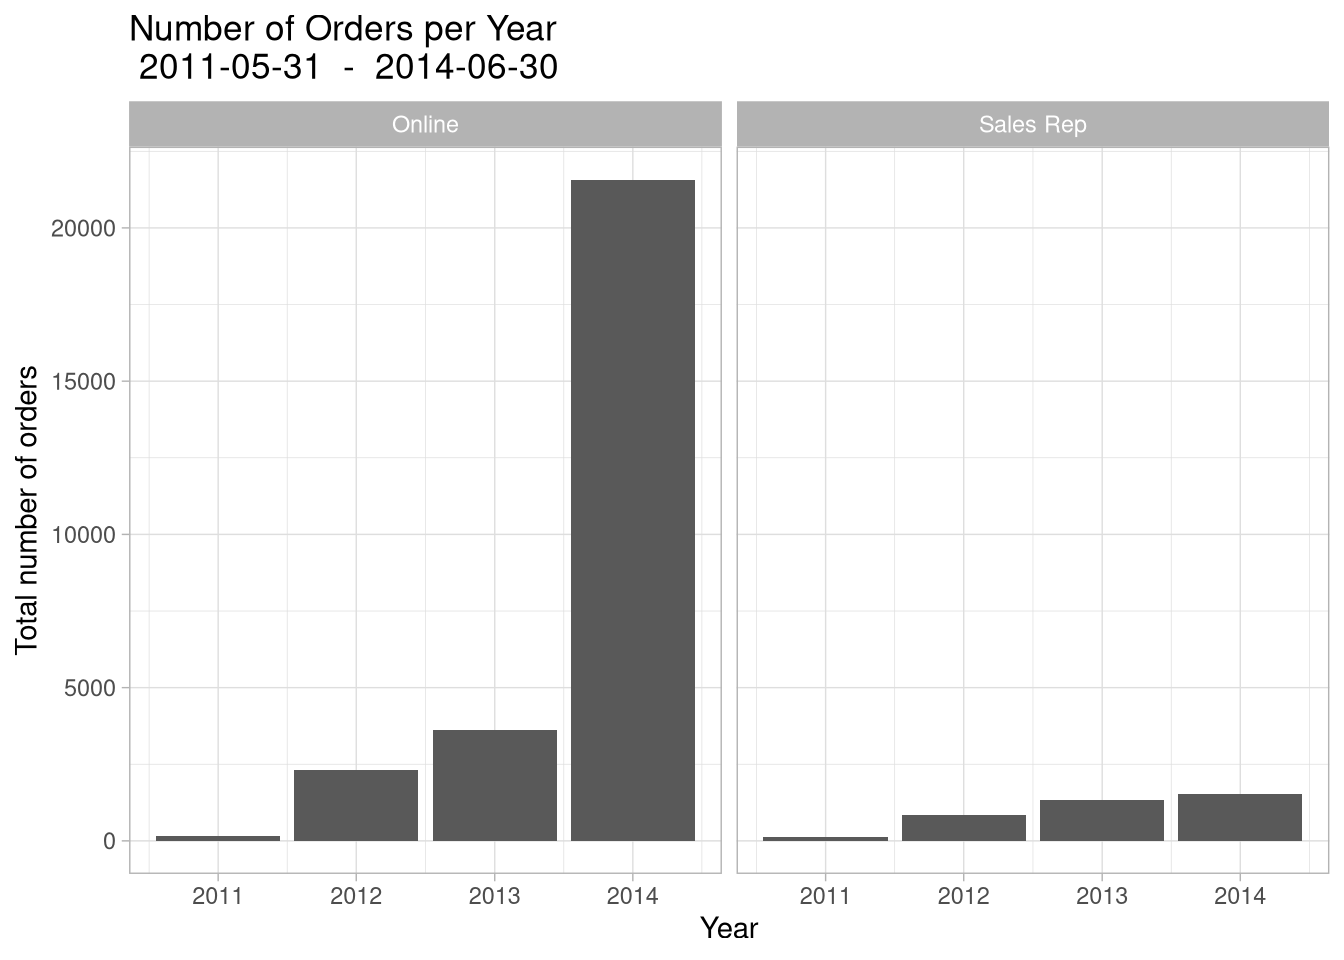 Number of Orders per Year
2011-05-31 - 2014-06-30
Online
Sales Rep
Total number of orders
20000
15000
10000
5000
0
2011 2012 2013 2014
2011 2012 2013 2014
Year